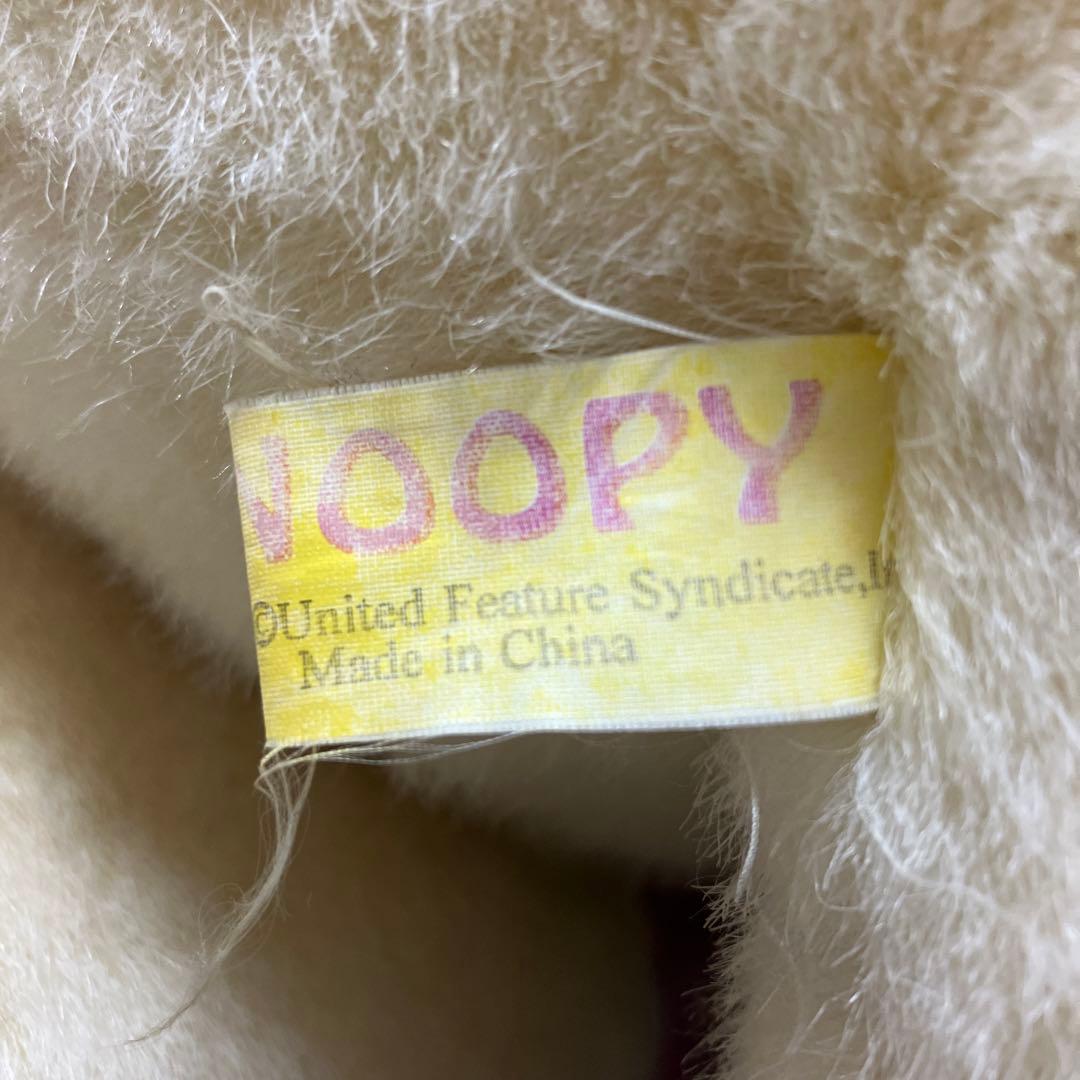 NOOPY
©United Feature Syndicate,I
Made in China